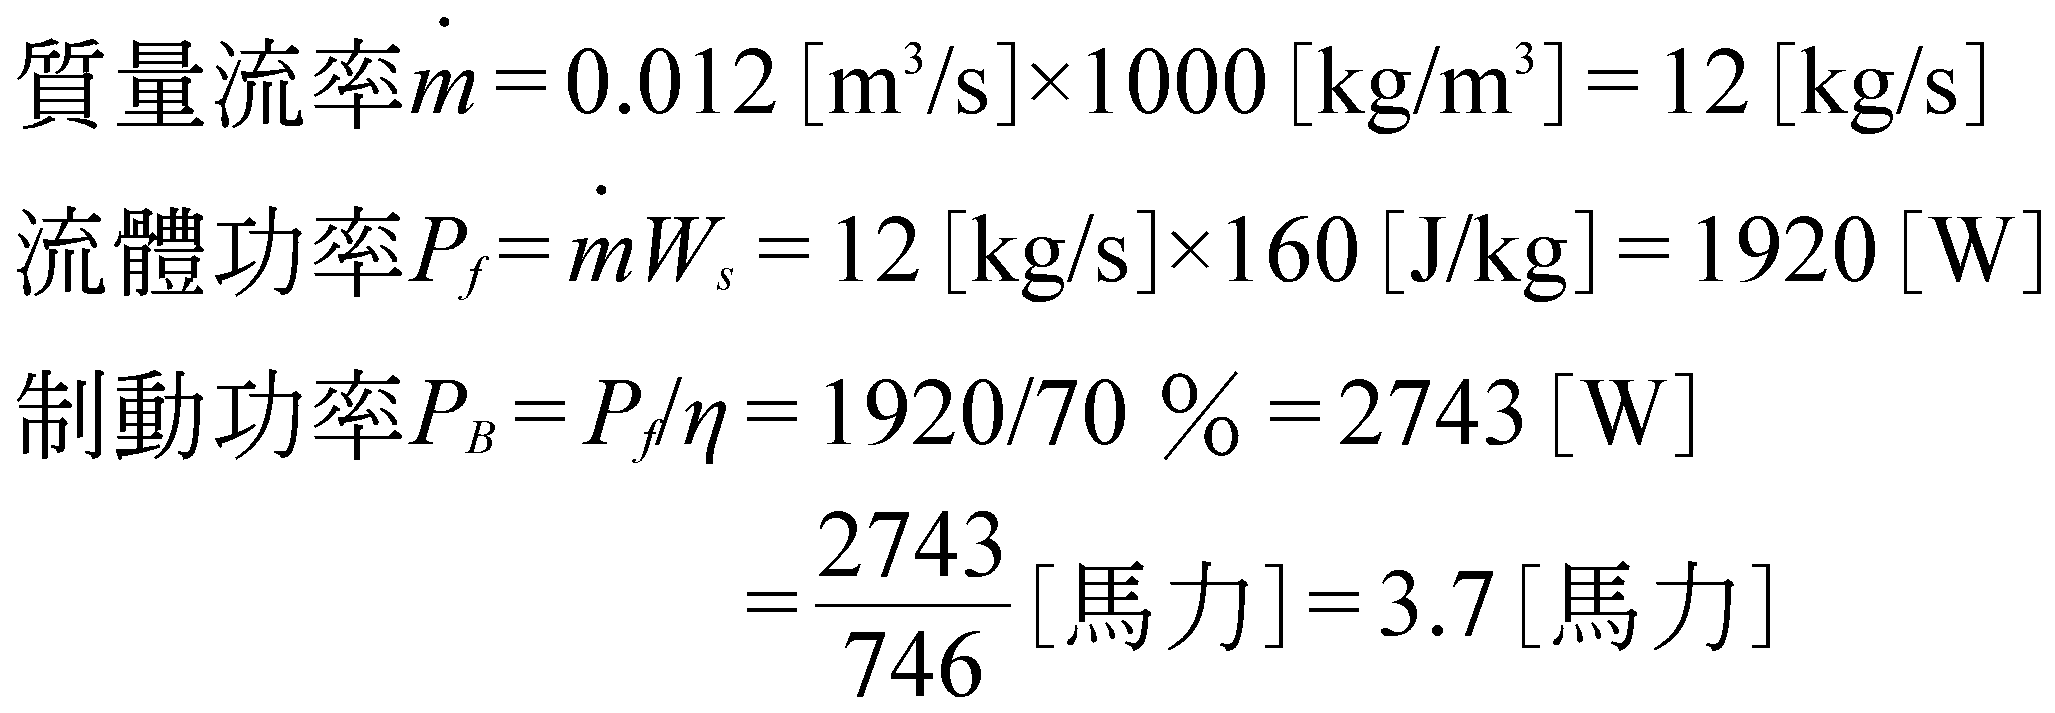 質量流率ṁ = 0.012 [m³/s]×1000 [kg/m³] = 12 [kg/s]
流體功率P_f = ṁW_s = 12 [kg/s]×160 [J/kg] = 1920 [W]
制動功率P_B = P_f/η = 1920/70 % = 2743 [W]
= 2743/746 [馬力] = 3.7 [馬力]